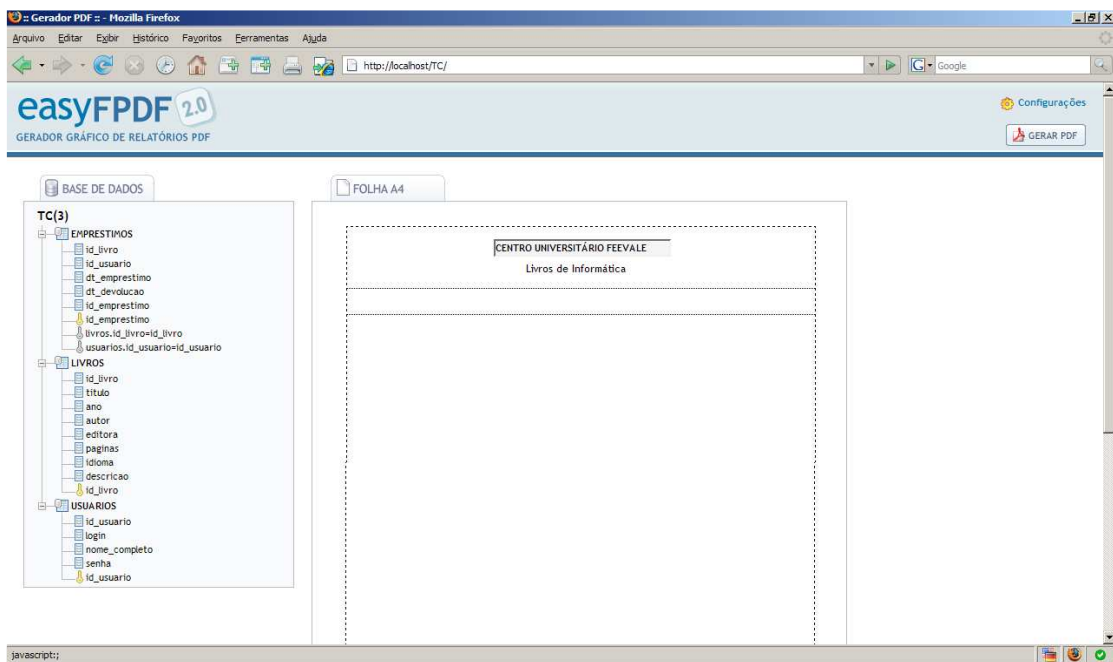 :: Gerador PDF :: - Mozilla Firefox
Arquivo Editar Exibir Histórico Favoritos Ferramentas Ajuda
http://localhost/TC/
G Google
easyFPDF 2.0
GERADOR GRÁFICO DE RELATÓRIOS PDF
Configurações
GERAR PDF
BASE DE DADOS
FOLHA A4
TC(3)
EMPRESTIMOS
id_livro
id_usuario
dt_emprestimo
dt_devolucao
id_emprestimo
id_emprestimo
livros.id_livro=id_livro
usuarios.id_usuario=id_usuario
LIVROS
id_livro
titulo
ano
autor
editora
paginas
idioma
descricao
id_livro
USUARIOS
id_usuario
login
nome_completo
senha
id_usuario
CENTRO UNIVERSITÁRIO FEEVALE
Livros de Informática
javascript:;